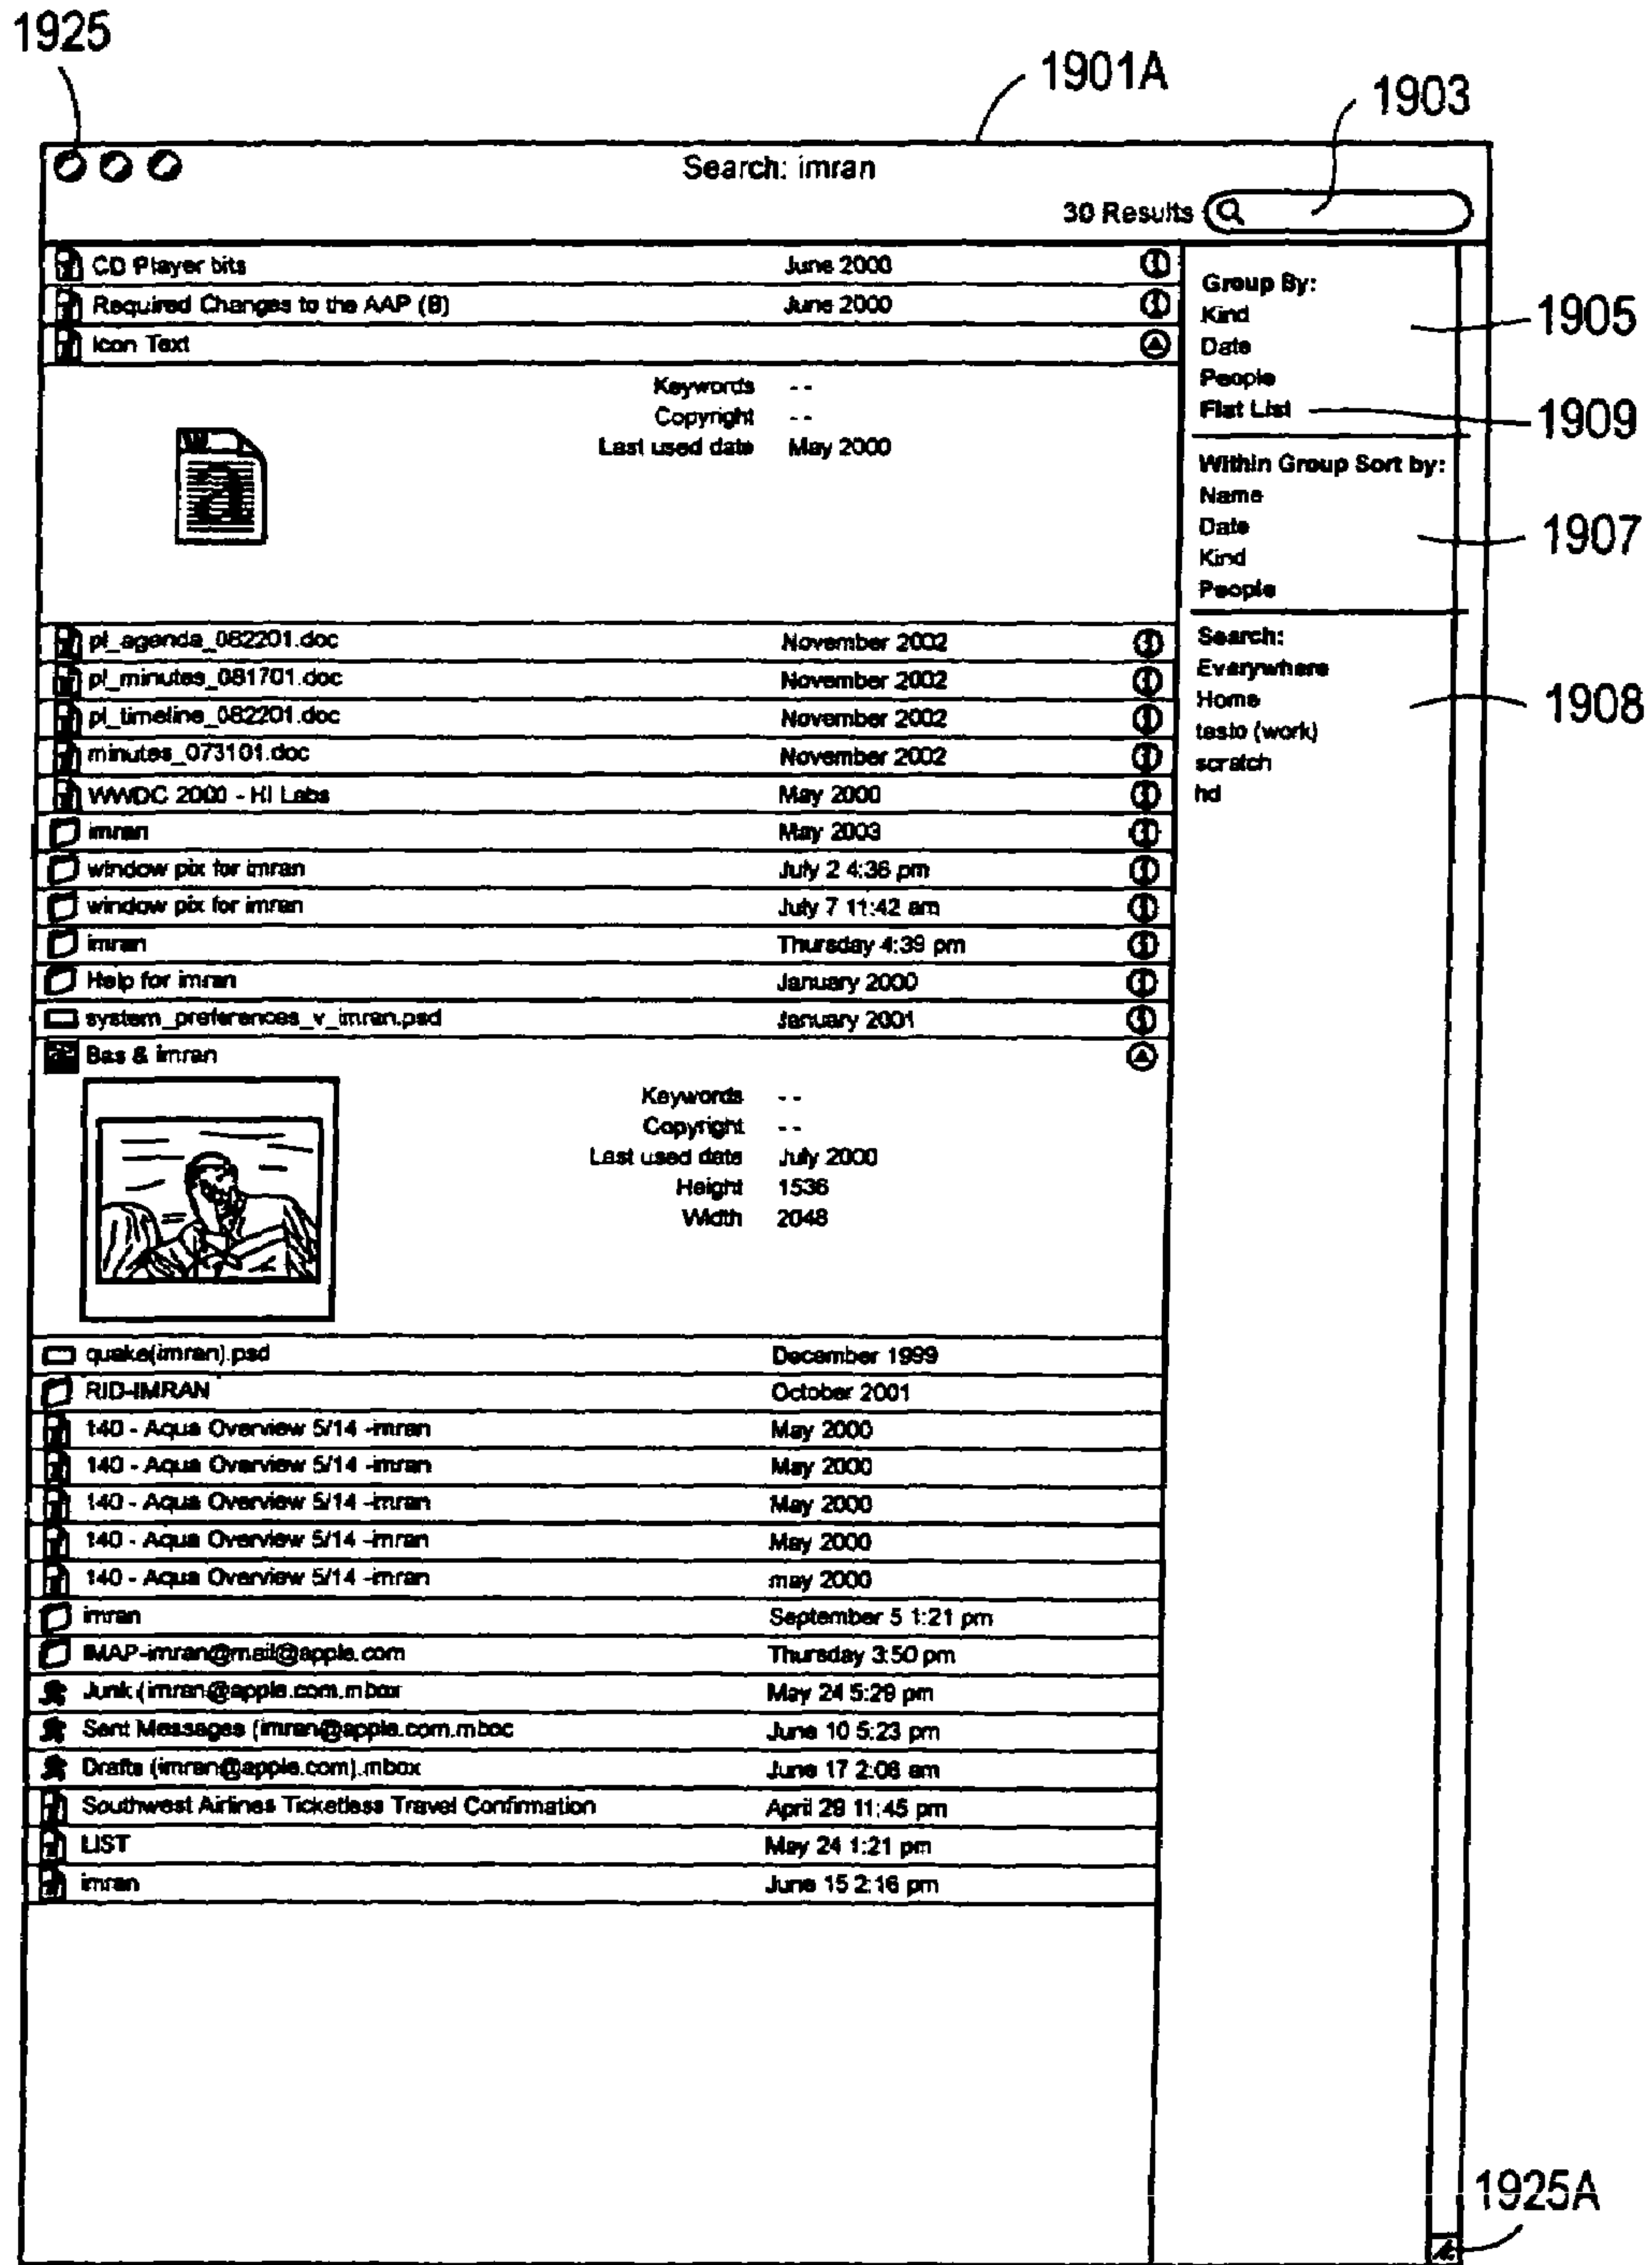 1925
1901A
1903
Search: imran
30 Results
CD Player bits June 2000
Required Changes to the AAP (B) June 2000
Icon Text
Keywords - -
Copyright - -
Last used date May 2000
pl_agenda_082201.doc November 2002
pl_minutes_081701.doc November 2002
pl_timeline_082201.doc November 2002
minutes_073101.doc November 2002
WWDC 2000 - HI Labs May 2000
imran May 2003
window pix for imran July 2 4:36 pm
window pix for imran July 7 11:42 am
imran Thursday 4:39 pm
Help for imran January 2000
system_preferences_v_imran.psd January 2001
Bas & imran
Keywords - -
Copyright - -
Last used date July 2000
Height 1536
Width 2048
quake(imran).psd December 1999
RID-IMRAN October 2001
140 - Aqua Overview 5/14 -imran May 2000
140 - Aqua Overview 5/14 -imran May 2000
140 - Aqua Overview 5/14 -imran May 2000
140 - Aqua Overview 5/14 -imran May 2000
140 - Aqua Overview 5/14 -imran may 2000
imran September 5 1:21 pm
IMAP-imran@mail@apple.com Thursday 3:50 pm
Junk (imran@apple.com.mbox May 24 5:29 pm
Sent Messages (imran@apple.com.mboc June 10 5:23 pm
Drafts (imran@apple.com).mbox June 17 2:08 am
Southwest Airlines Ticketless Travel Confirmation April 29 11:45 pm
LIST May 24 1:21 pm
imran June 15 2:16 pm
Group By:
Kind
Date
People
Flat List
Within Group Sort by:
Name
Date
Kind
People
Search:
Everywhere
Home
testo (work)
scratch
hd
1905
1909
1907
1908
1925A